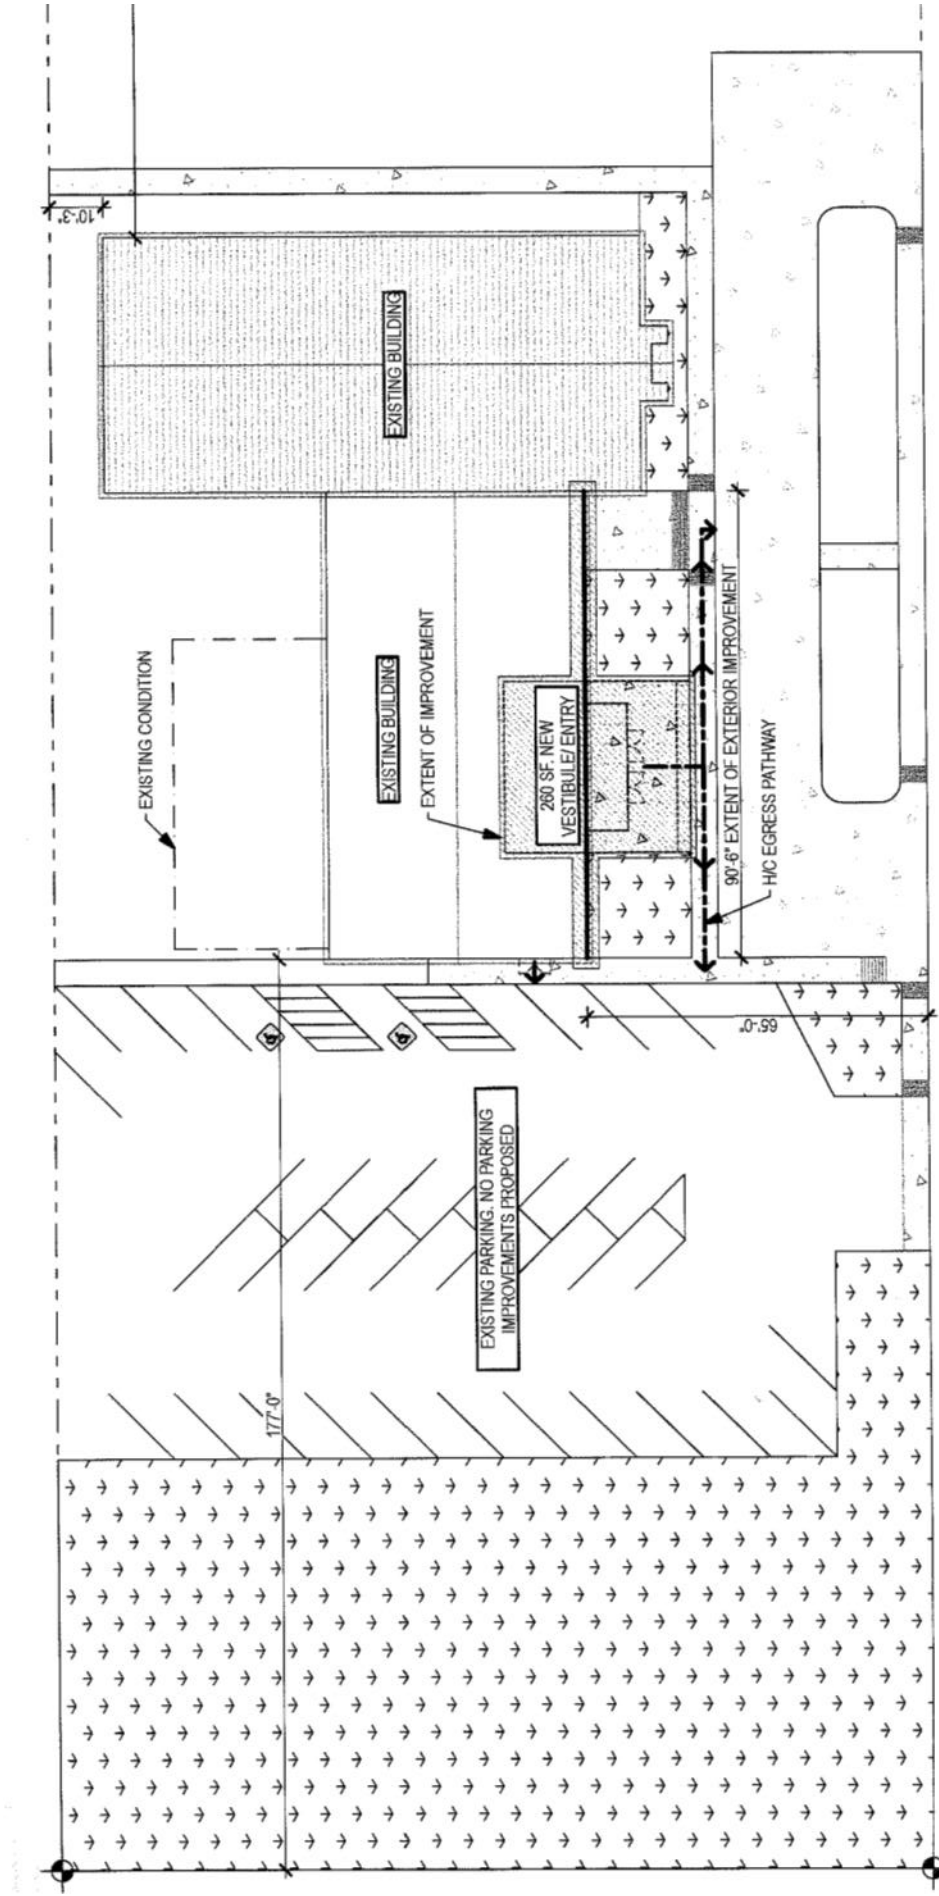 10'-3"
EXISTING BUILDING
EXISTING CONDITION
EXISTING BUILDING
EXTENT OF IMPROVEMENT
260 SF. NEW
VESTIBULE/ ENTRY
90'-6" EXTENT OF EXTERIOR IMPROVEMENT
H/C EGRESS PATHWAY
65'-0"
EXISTING PARKING. NO PARKING
IMPROVEMENTS PROPOSED
177'-0"